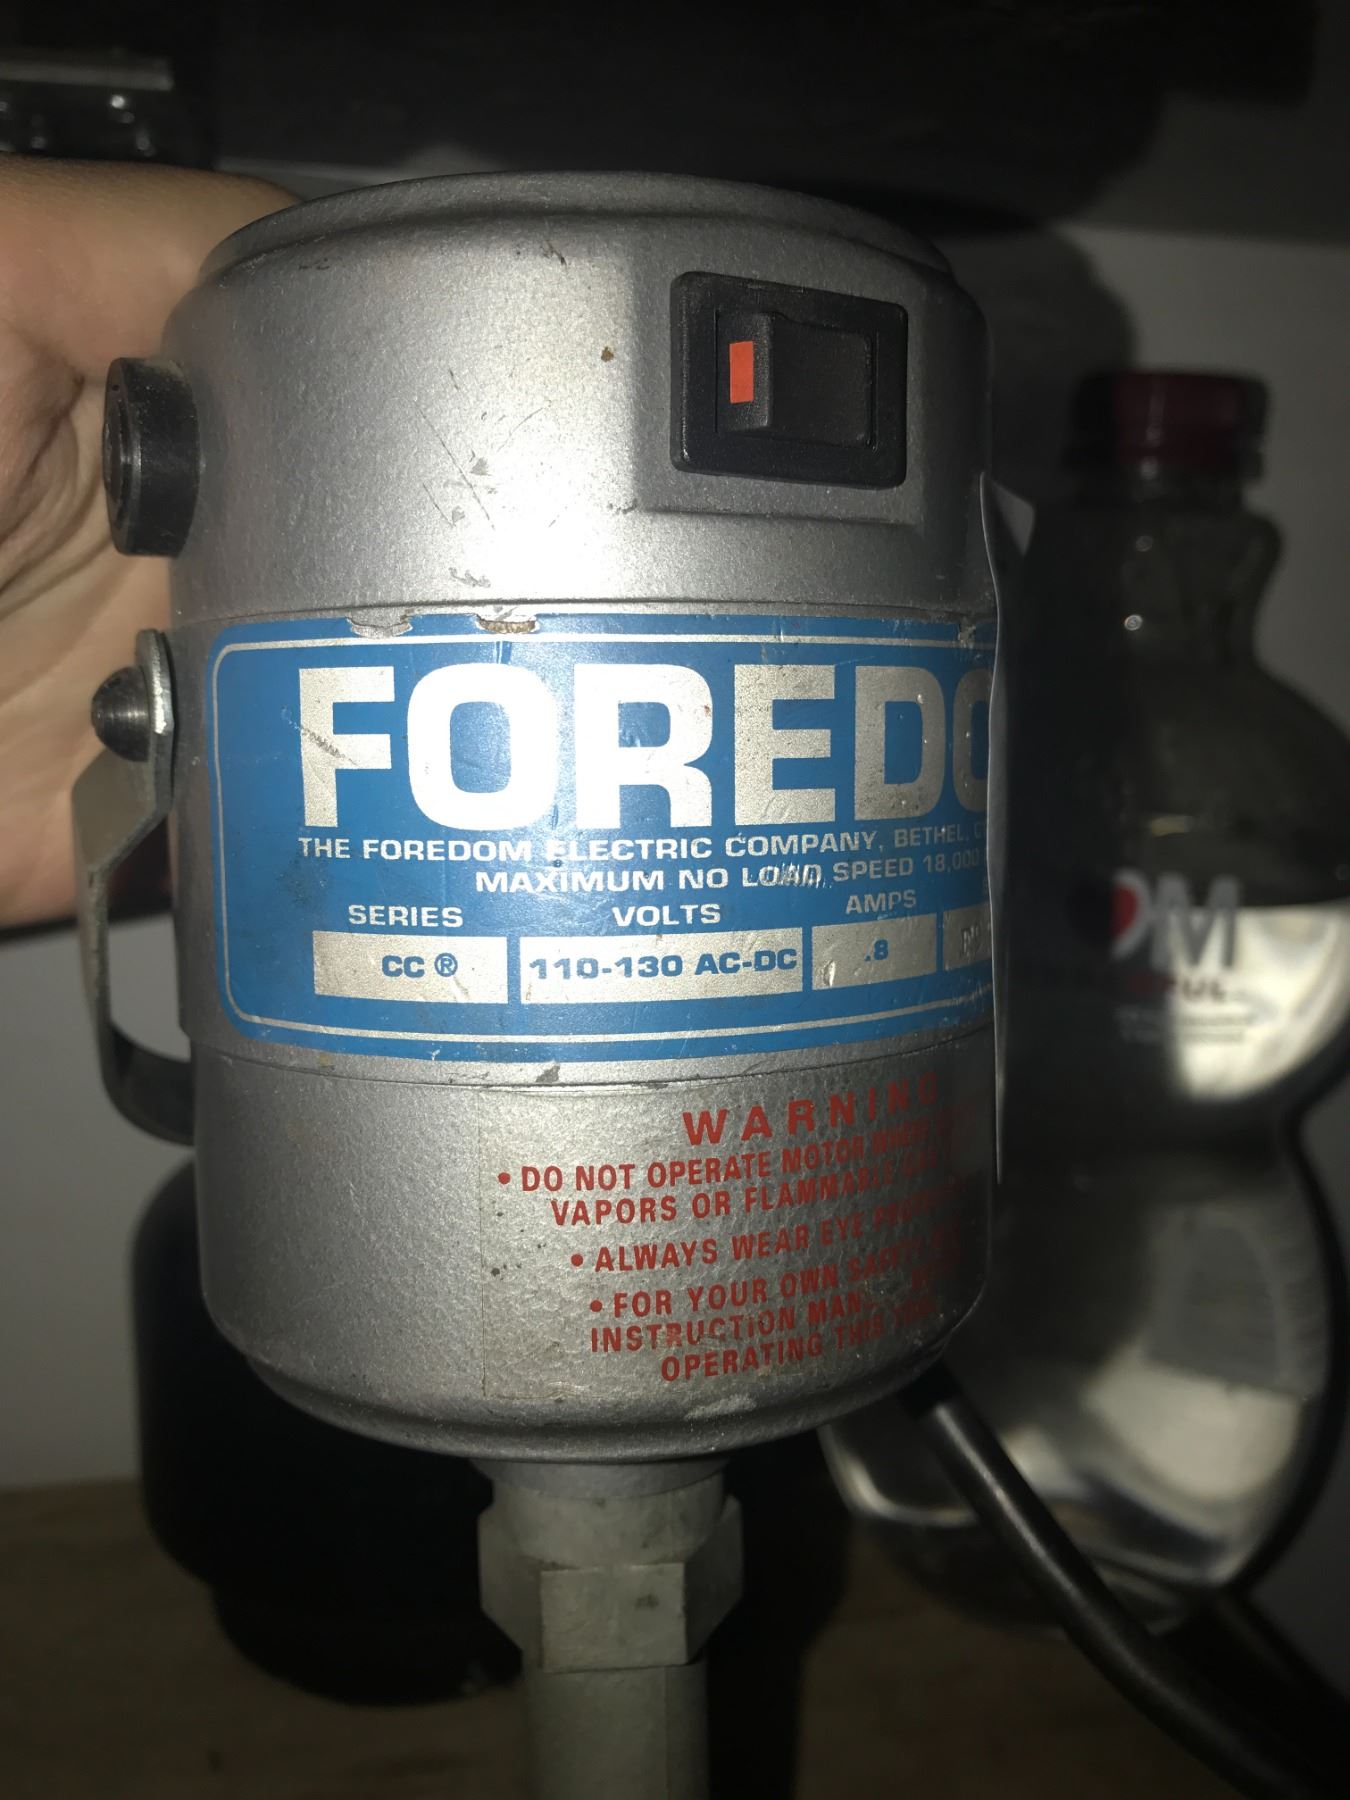 FOREDO
THE FOREDOM ELECTRIC COMPANY, BETHEL, C
MAXIMUM NO LOAD SPEED 18,000
SERIES VOLTS AMPS
CC ® 110-130 AC-DC .8
WARNING
• DO NOT OPERATE MOTOR
VAPORS OR FLAMMABLE
• ALWAYS WEAR EYE
• FOR YOUR OWN SAFETY
INSTRUCTION
OPERATING THIS
OM